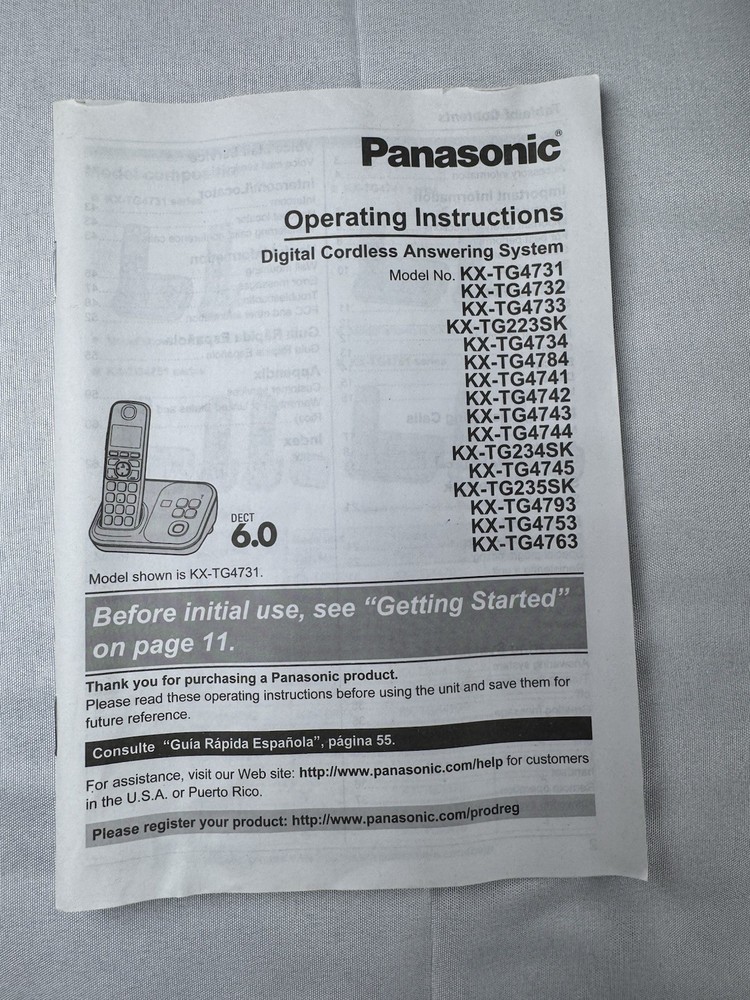 Panasonic®
Operating Instructions
Digital Cordless Answering System
Model No. KX-TG4731
KX-TG4732
KX-TG4733
KX-TG223SK
KX-TG4734
KX-TG4784
KX-TG4741
KX-TG4742
KX-TG4743
KX-TG4744
KX-TG234SK
KX-TG4745
KX-TG235SK
KX-TG4793
KX-TG4753
KX-TG4763
DECT
6.0
Model shown is KX-TG4731.
Before initial use, see “Getting Started”
on page 11.
Thank you for purchasing a Panasonic product.
Please read these operating instructions before using the unit and save them for
future reference.
Consulte “Guía Rápida Española”, página 55.
For assistance, visit our Web site: http://www.panasonic.com/help for customers
in the U.S.A. or Puerto Rico.
Please register your product: http://www.panasonic.com/prodreg